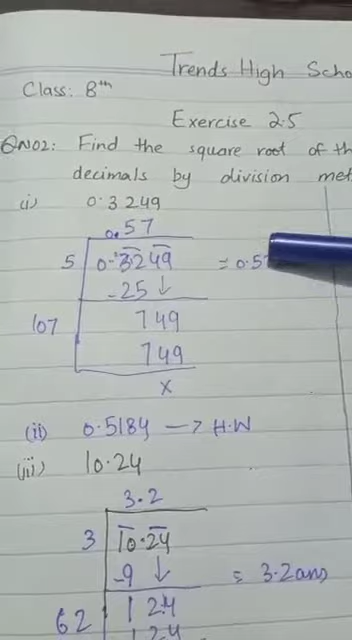 Trends High Scho
Class: 8th
Exercise 2.5
QNO2: Find the square root of th
decimals by division met
(i) 0.3249
0.57
5 0.3249 = 0.5
-25 ↓
107 749
749
x
(ii) 0.5184 → H.W
(iii) 10.24
3.2
3 10.24
-9 ↓ = 3.2 ans
62 124
124